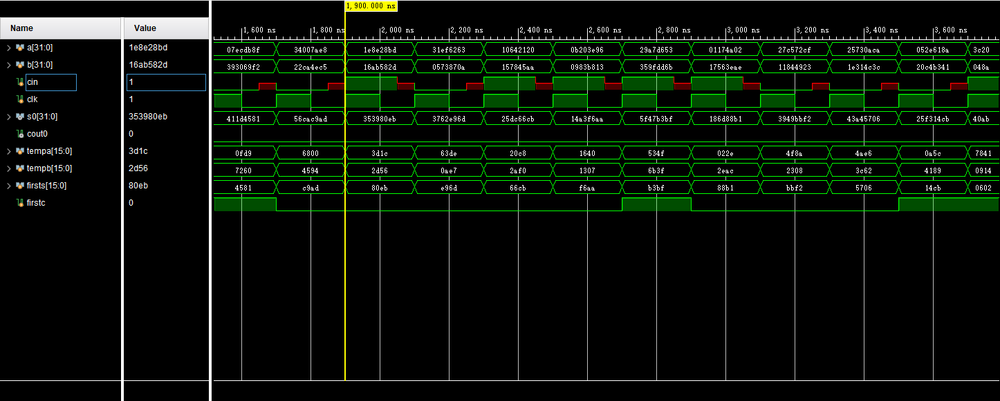 1,900.000 ns
Name Value
1,600 ns 1,800 ns 2,000 ns 2,200 ns 2,400 ns 2,600 ns 2,800 ns 3,000 ns 3,200 ns 3,400 ns 3,600 ns
a[31:0] 1e8e28bd 07ecdb8f 34007ae8 1e8e28bd 31ef6263 10642120 0b203e96 29a7d653 01174a02 27c572cf 25730aca 052e618a 3c20
b[31:0] 16ab582d 393069f2 22ca4ec5 16ab582d 0573870a 157845aa 0983b813 359fdd6b 17563eae 11844923 1e314c3c 20c4b341 048a
cin 1
clk 1
s0[31:0] 353980eb 411d4581 56cac9ad 353980eb 3762e96d 25dc66cb 14a3f6aa 5f47b3bf 186d88b1 3949bbf2 43a45706 25f314cb 40ab
cout0 0
tempa[15:0] 3d1c 0fd9 6800 3d1c 63de 20c8 1640 534f 022e 4f8a 4ae6 0a5c 7841
tempb[15:0] 2d56 7260 4594 2d56 0ae7 2af0 1307 6b3f 2eac 2308 3c62 4189 0914
firsts[15:0] 80eb 4581 c9ad 80eb e96d 66cb f6aa b3bf 88b1 bbf2 5706 14cb 0602
firstc 0